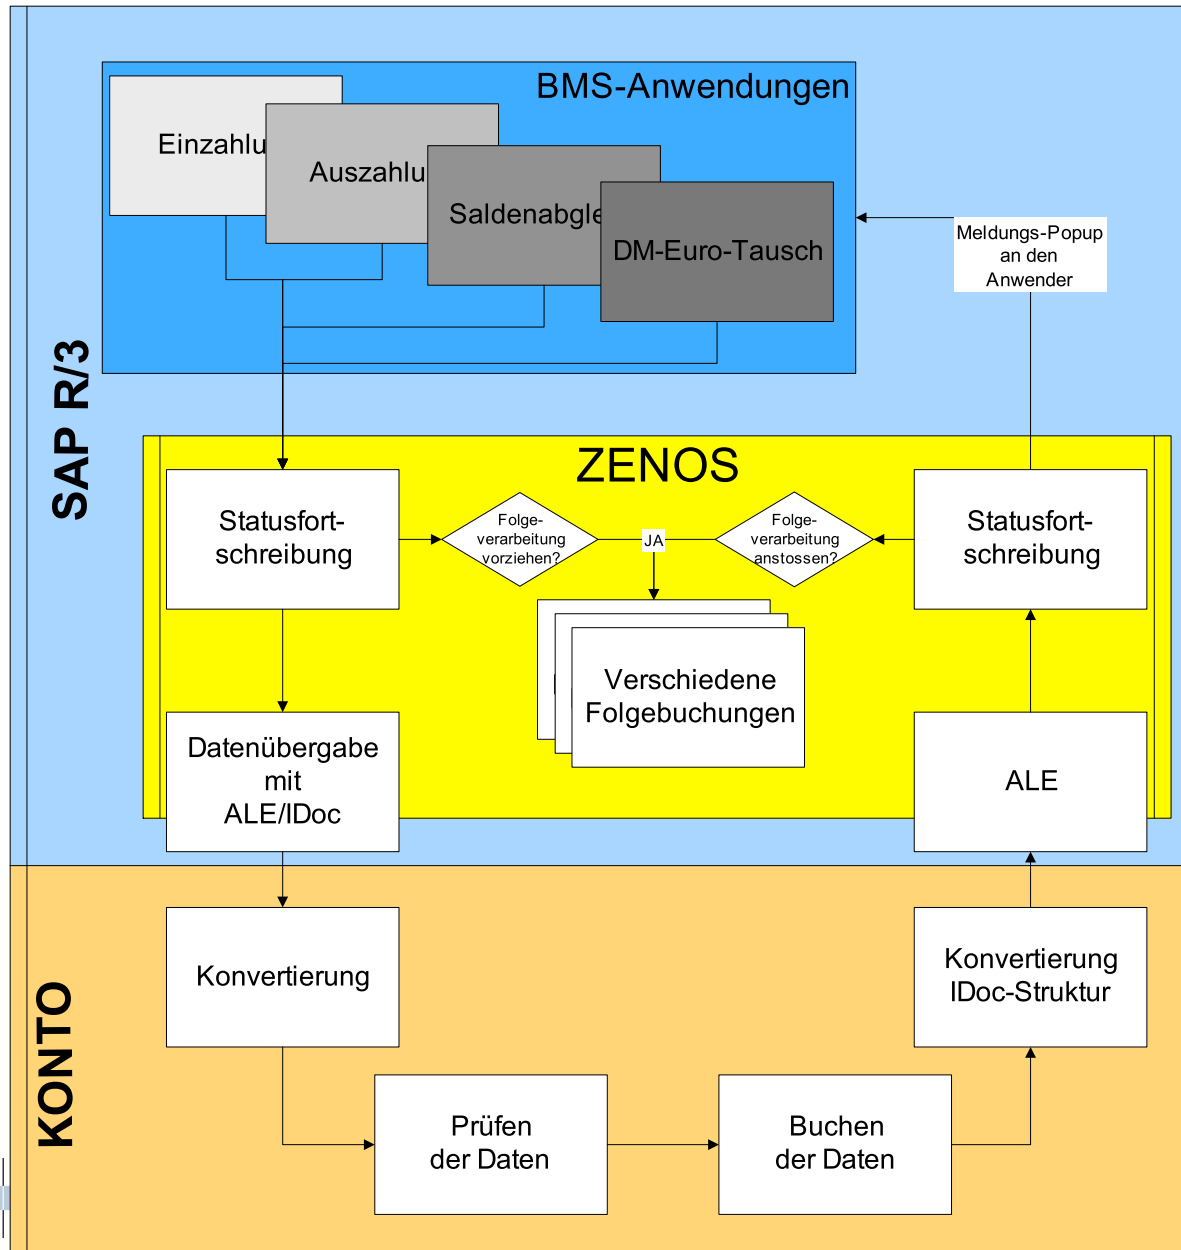 BMS-Anwendungen
Einzahlu
Auszahlu
Saldenabgle
DM-Euro-Tausch
Meldungs-Popup
an den
Anwender
SAP R/3
ZENOS
Statusfort-
schreibung
Folge-
verarbeitung
vorziehen?
JA
Folge-
verarbeitung
anstossen?
Statusfort-
schreibung
Verschiedene
Folgebuchungen
Datenübergabe
mit
ALE/IDoc
ALE
KONTO
Konvertierung
Konvertierung
IDoc-Struktur
Prüfen
der Daten
Buchen
der Daten